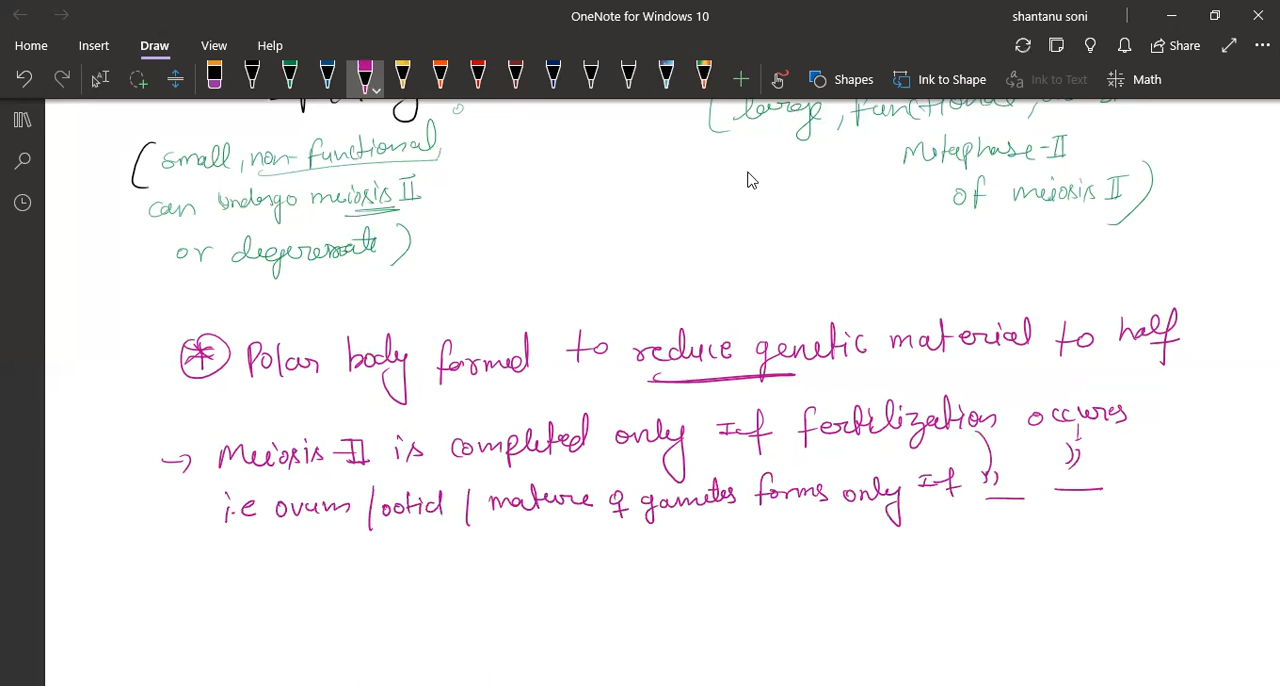 OneNote for Windows 10
shantanu soni
Home Insert Draw View Help
Share
Shapes Ink to Shape Ink to Text Math
(large, functional,
Metaphase-II
of meiosis II)
(small, non functional,
can undergo meiosis II
or degenerate)
* Polar body formed to reduce genetic material to half
→ Meiosis-II is completed only If fertilization occures
i.e ovum / ootid / mature ♀ gametes forms only If " — " —